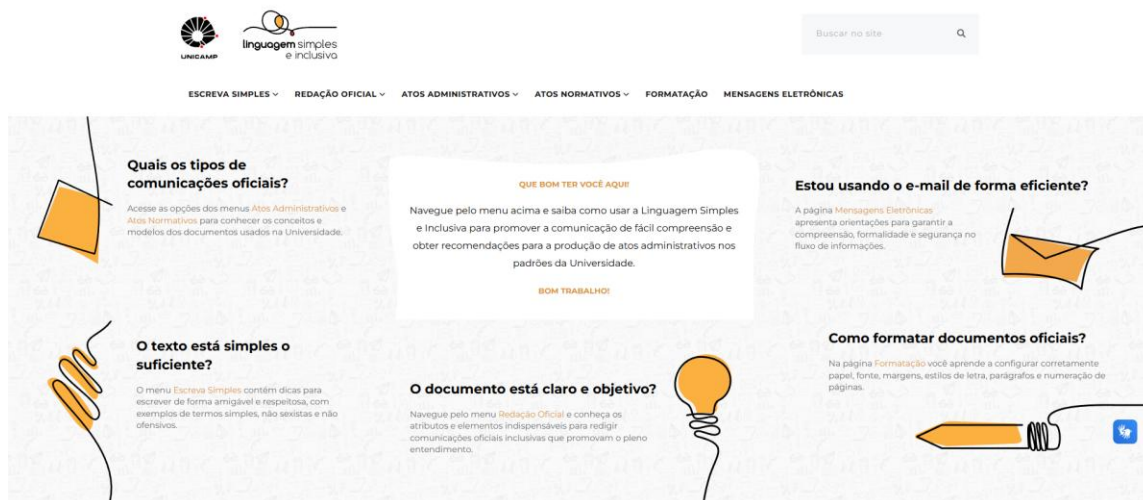 UNICAMP
linguagem simples
e inclusiva
Buscar no site
ESCREVA SIMPLES REDAÇÃO OFICIAL ATOS ADMINISTRATIVOS ATOS NORMATIVOS FORMATAÇÃO MENSAGENS ELETRÔNICAS
Quais os tipos de
comunicações oficiais?
Acesse as opções dos menus Atos Administrativos e
Atos Normativos para conhecer os conceitos e
modelos dos documentos usados na Universidade.
QUE BOM TER VOCÊ AQUI!
Navegue pelo menu acima e saiba como usar a Linguagem Simples
e Inclusiva para promover a comunicação de fácil compreensão e
obter recomendações para a produção de atos administrativos nos
padrões da Universidade.
BOM TRABALHO!
Estou usando o e-mail de forma eficiente?
A página Mensagens Eletrônicas
apresenta orientações para garantir a
compreensão, formalidade e segurança no
fluxo de informações.
O texto está simples o
suficiente?
O menu Escreva Simples contém dicas para
escrever de forma amigável e respeitosa, com
exemplos de termos simples, não sexistas e não
ofensivos.
O documento está claro e objetivo?
Navegue pelo menu Redação Oficial e conheça os
atributos e elementos indispensáveis para redigir
comunicações oficiais inclusivas que promovam o pleno
entendimento.
Como formatar documentos oficiais?
Na página Formatação você aprende a configurar corretamente
papel, fonte, margens, estilos de letra, parágrafos e numeração de
páginas.